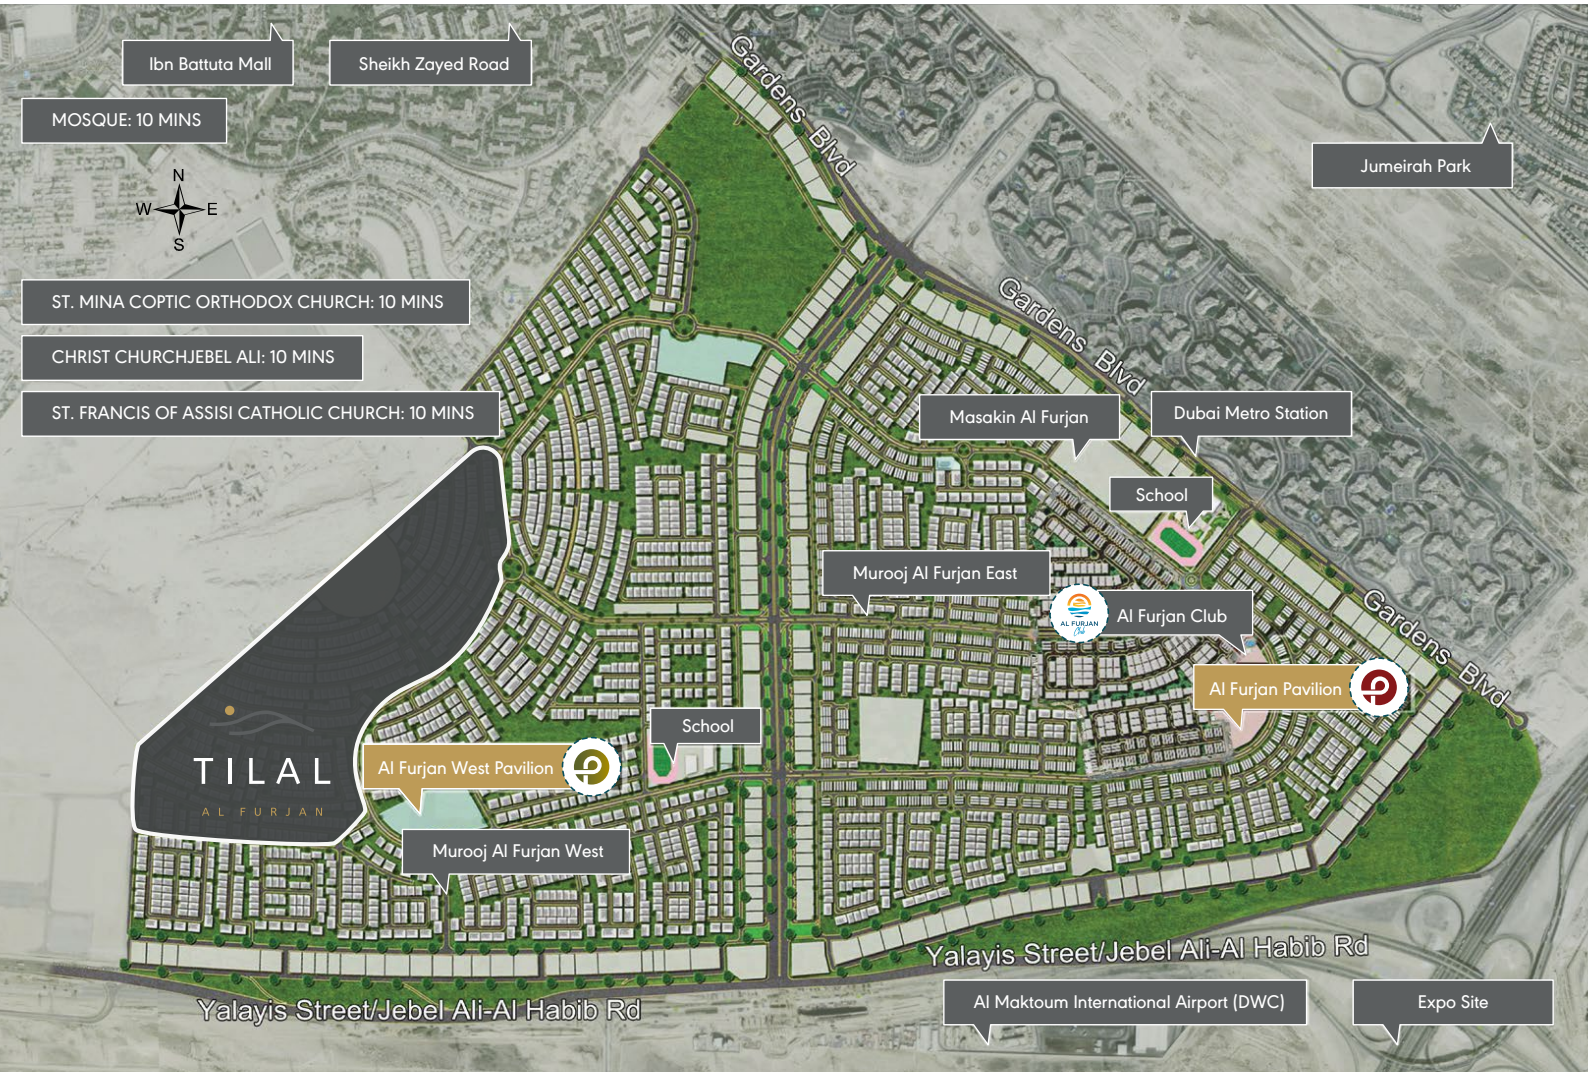 Ibn Battuta Mall
Sheikh Zayed Road
Gardens Blvd
MOSQUE: 10 MINS
Jumeirah Park
N
W E
S
ST. MINA COPTIC ORTHODOX CHURCH: 10 MINS
Gardens Blvd
CHRIST CHURCHJEBEL ALI: 10 MINS
ST. FRANCIS OF ASSISI CATHOLIC CHURCH: 10 MINS
Masakin Al Furjan
Dubai Metro Station
School
Murooj Al Furjan East
AL FURJAN
Club
Al Furjan Club
Gardens Blvd
Al Furjan Pavilion
School
TILAL
AL FURJAN
Al Furjan West Pavilion
Murooj Al Furjan West
Yalayis Street/Jebel Ali-Al Habib Rd
Yalayis Street/Jebel Ali-Al Habib Rd
Al Maktoum International Airport (DWC)
Expo Site